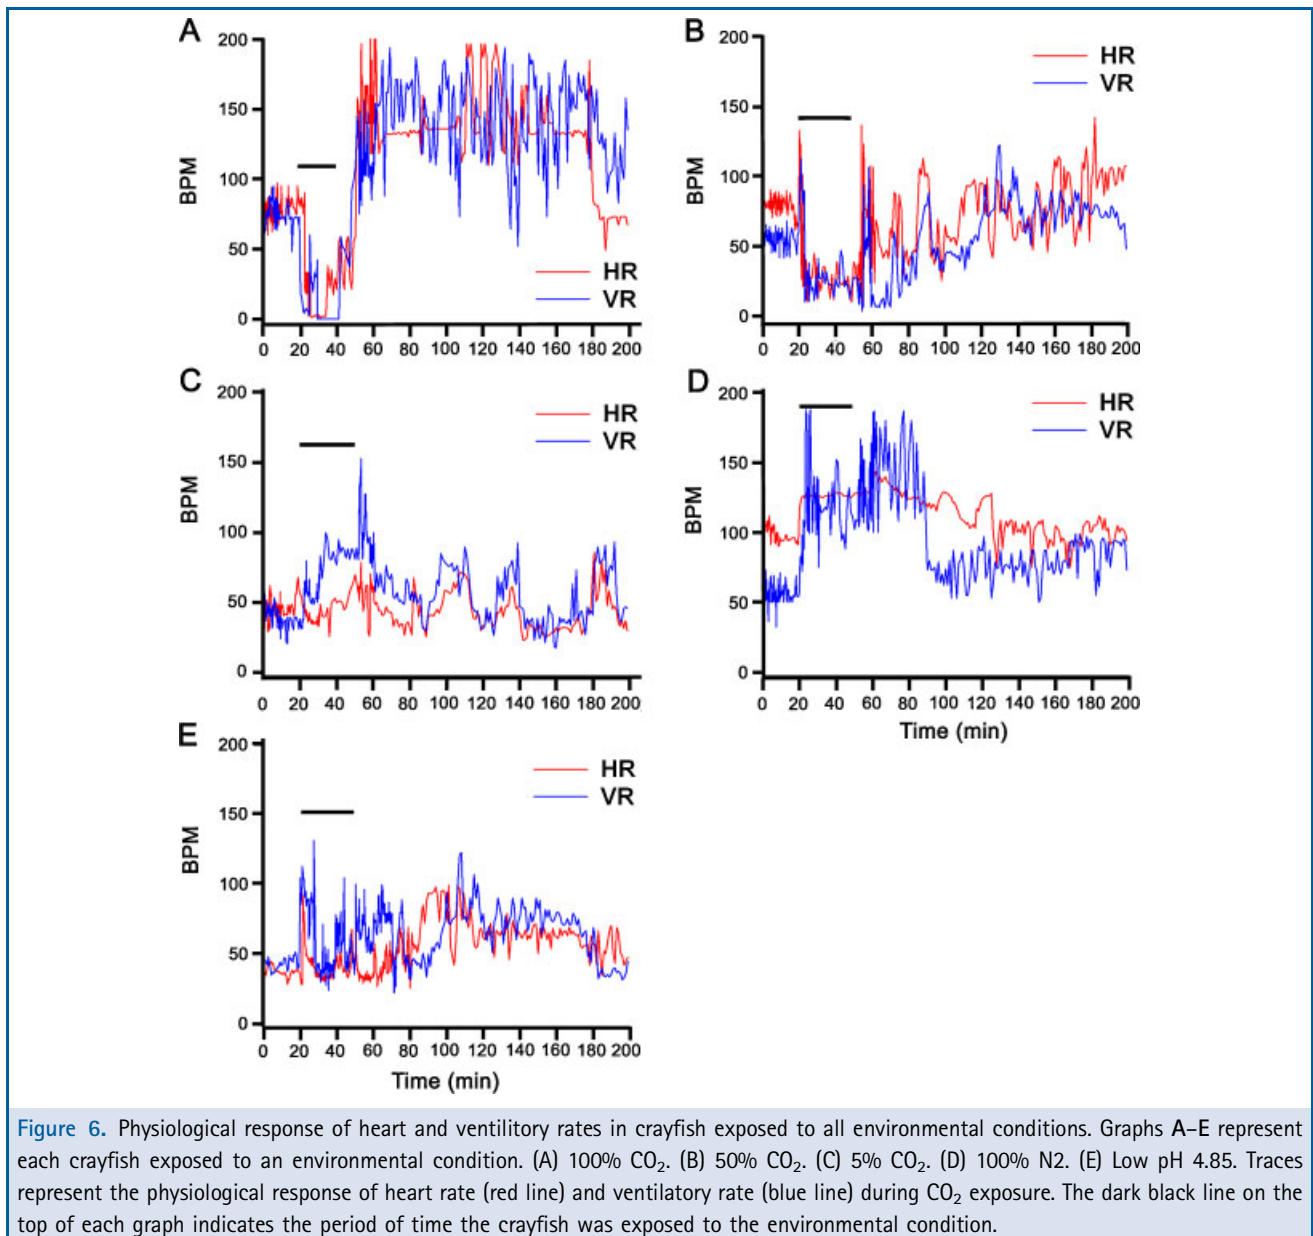 A
200
150
100
50
0
BPM
HR
VR
0 20 40 60 80 100 120 140 160 180 200
B
200
150
100
50
0
BPM
HR
VR
0 20 40 60 80 100 120 140 160 180 200
C
200
150
100
50
0
BPM
HR
VR
0 20 40 60 80 100 120 140 160 180 200
D
200
150
100
50
0
BPM
HR
VR
0 20 40 60 80 100 120 140 160 180 200
Time (min)
E
200
150
100
50
0
BPM
HR
VR
0 20 40 60 80 100 120 140 160 180 200
Time (min)
Figure 6. Physiological response of heart and ventilitory rates in crayfish exposed to all environmental conditions. Graphs A–E represent
each crayfish exposed to an environmental condition. (A) 100% CO₂. (B) 50% CO₂. (C) 5% CO₂. (D) 100% N2. (E) Low pH 4.85. Traces
represent the physiological response of heart rate (red line) and ventilatory rate (blue line) during CO₂ exposure. The dark black line on the
top of each graph indicates the period of time the crayfish was exposed to the environmental condition.